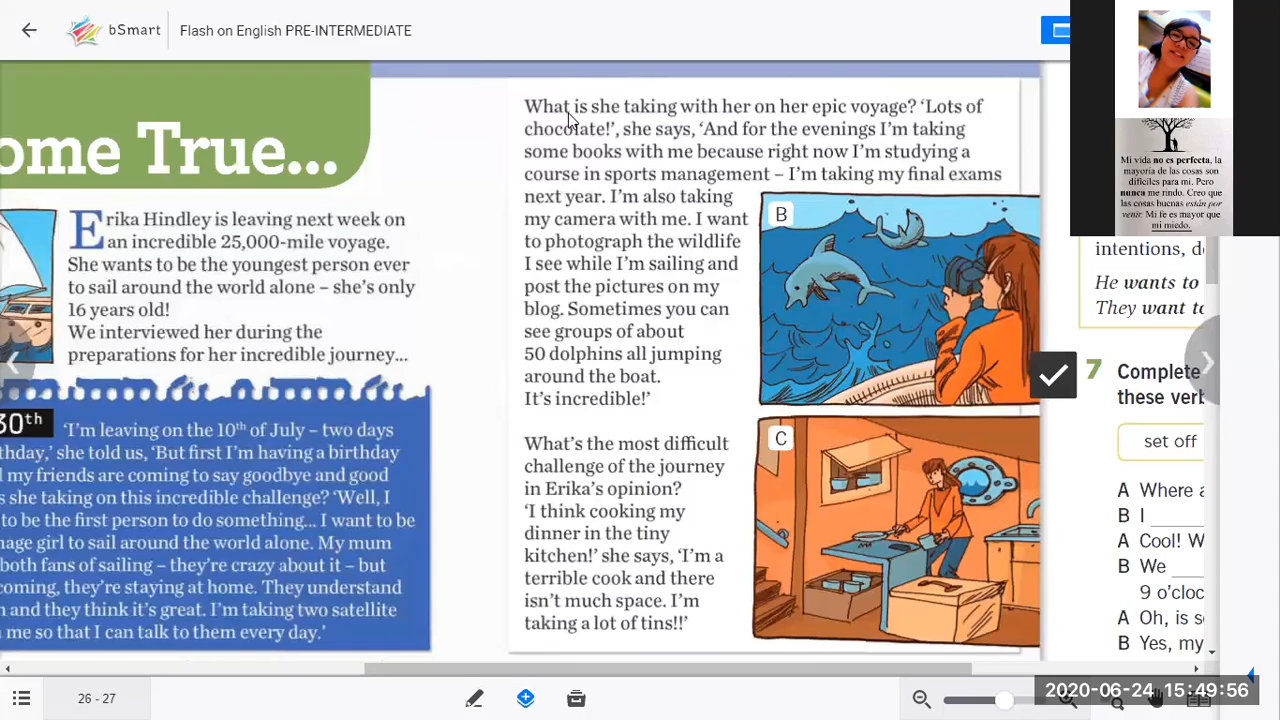 bSmart
Flash on English PRE-INTERMEDIATE
ome True...
Erika Hindley is leaving next week on
an incredible 25,000-mile voyage.
She wants to be the youngest person ever
to sail around the world alone – she's only
16 years old!
We interviewed her during the
preparations for her incredible journey...
30th
'I'm leaving on the 10th of July – two days
thday,' she told us, 'But first I'm having a birthday
my friends are coming to say goodbye and good
s she taking on this incredible challenge? 'Well, I
to be the first person to do something... I want to be
nage girl to sail around the world alone. My mum
both fans of sailing – they're crazy about it – but
coming, they're staying at home. They understand
and they think it's great. I'm taking two satellite
me so that I can talk to them every day.'
What is she taking with her on her epic voyage? 'Lots of
chocolate!', she says, 'And for the evenings I'm taking
some books with me because right now I'm studying a
course in sports management – I'm taking my final exams
next year. I'm also taking
my camera with me. I want
to photograph the wildlife
I see while I'm sailing and
post the pictures on my
blog. Sometimes you can
see groups of about
50 dolphins all jumping
around the boat.
It's incredible!'
What's the most difficult
challenge of the journey
in Erika's opinion?
'I think cooking my
dinner in the tiny
kitchen!' she says, 'I'm a
terrible cook and there
isn't much space. I'm
taking a lot of tins!!'
B
C
Mi vida no es perfecta, la
mayoría de las cosas son
difíciles para mi. Pero
nunca me rindo. Creo que
las cosas buenas están por
venir. Mi fe es mayor que
mi miedo.
intentions, d
He wants to
They want to
7 Complete
these verb
set off
A Where a
B I ______
A Cool! W
B We ____
9 o'cloc
A Oh, is s
B Yes, my
26 - 27
2020-06-24 15:49:56